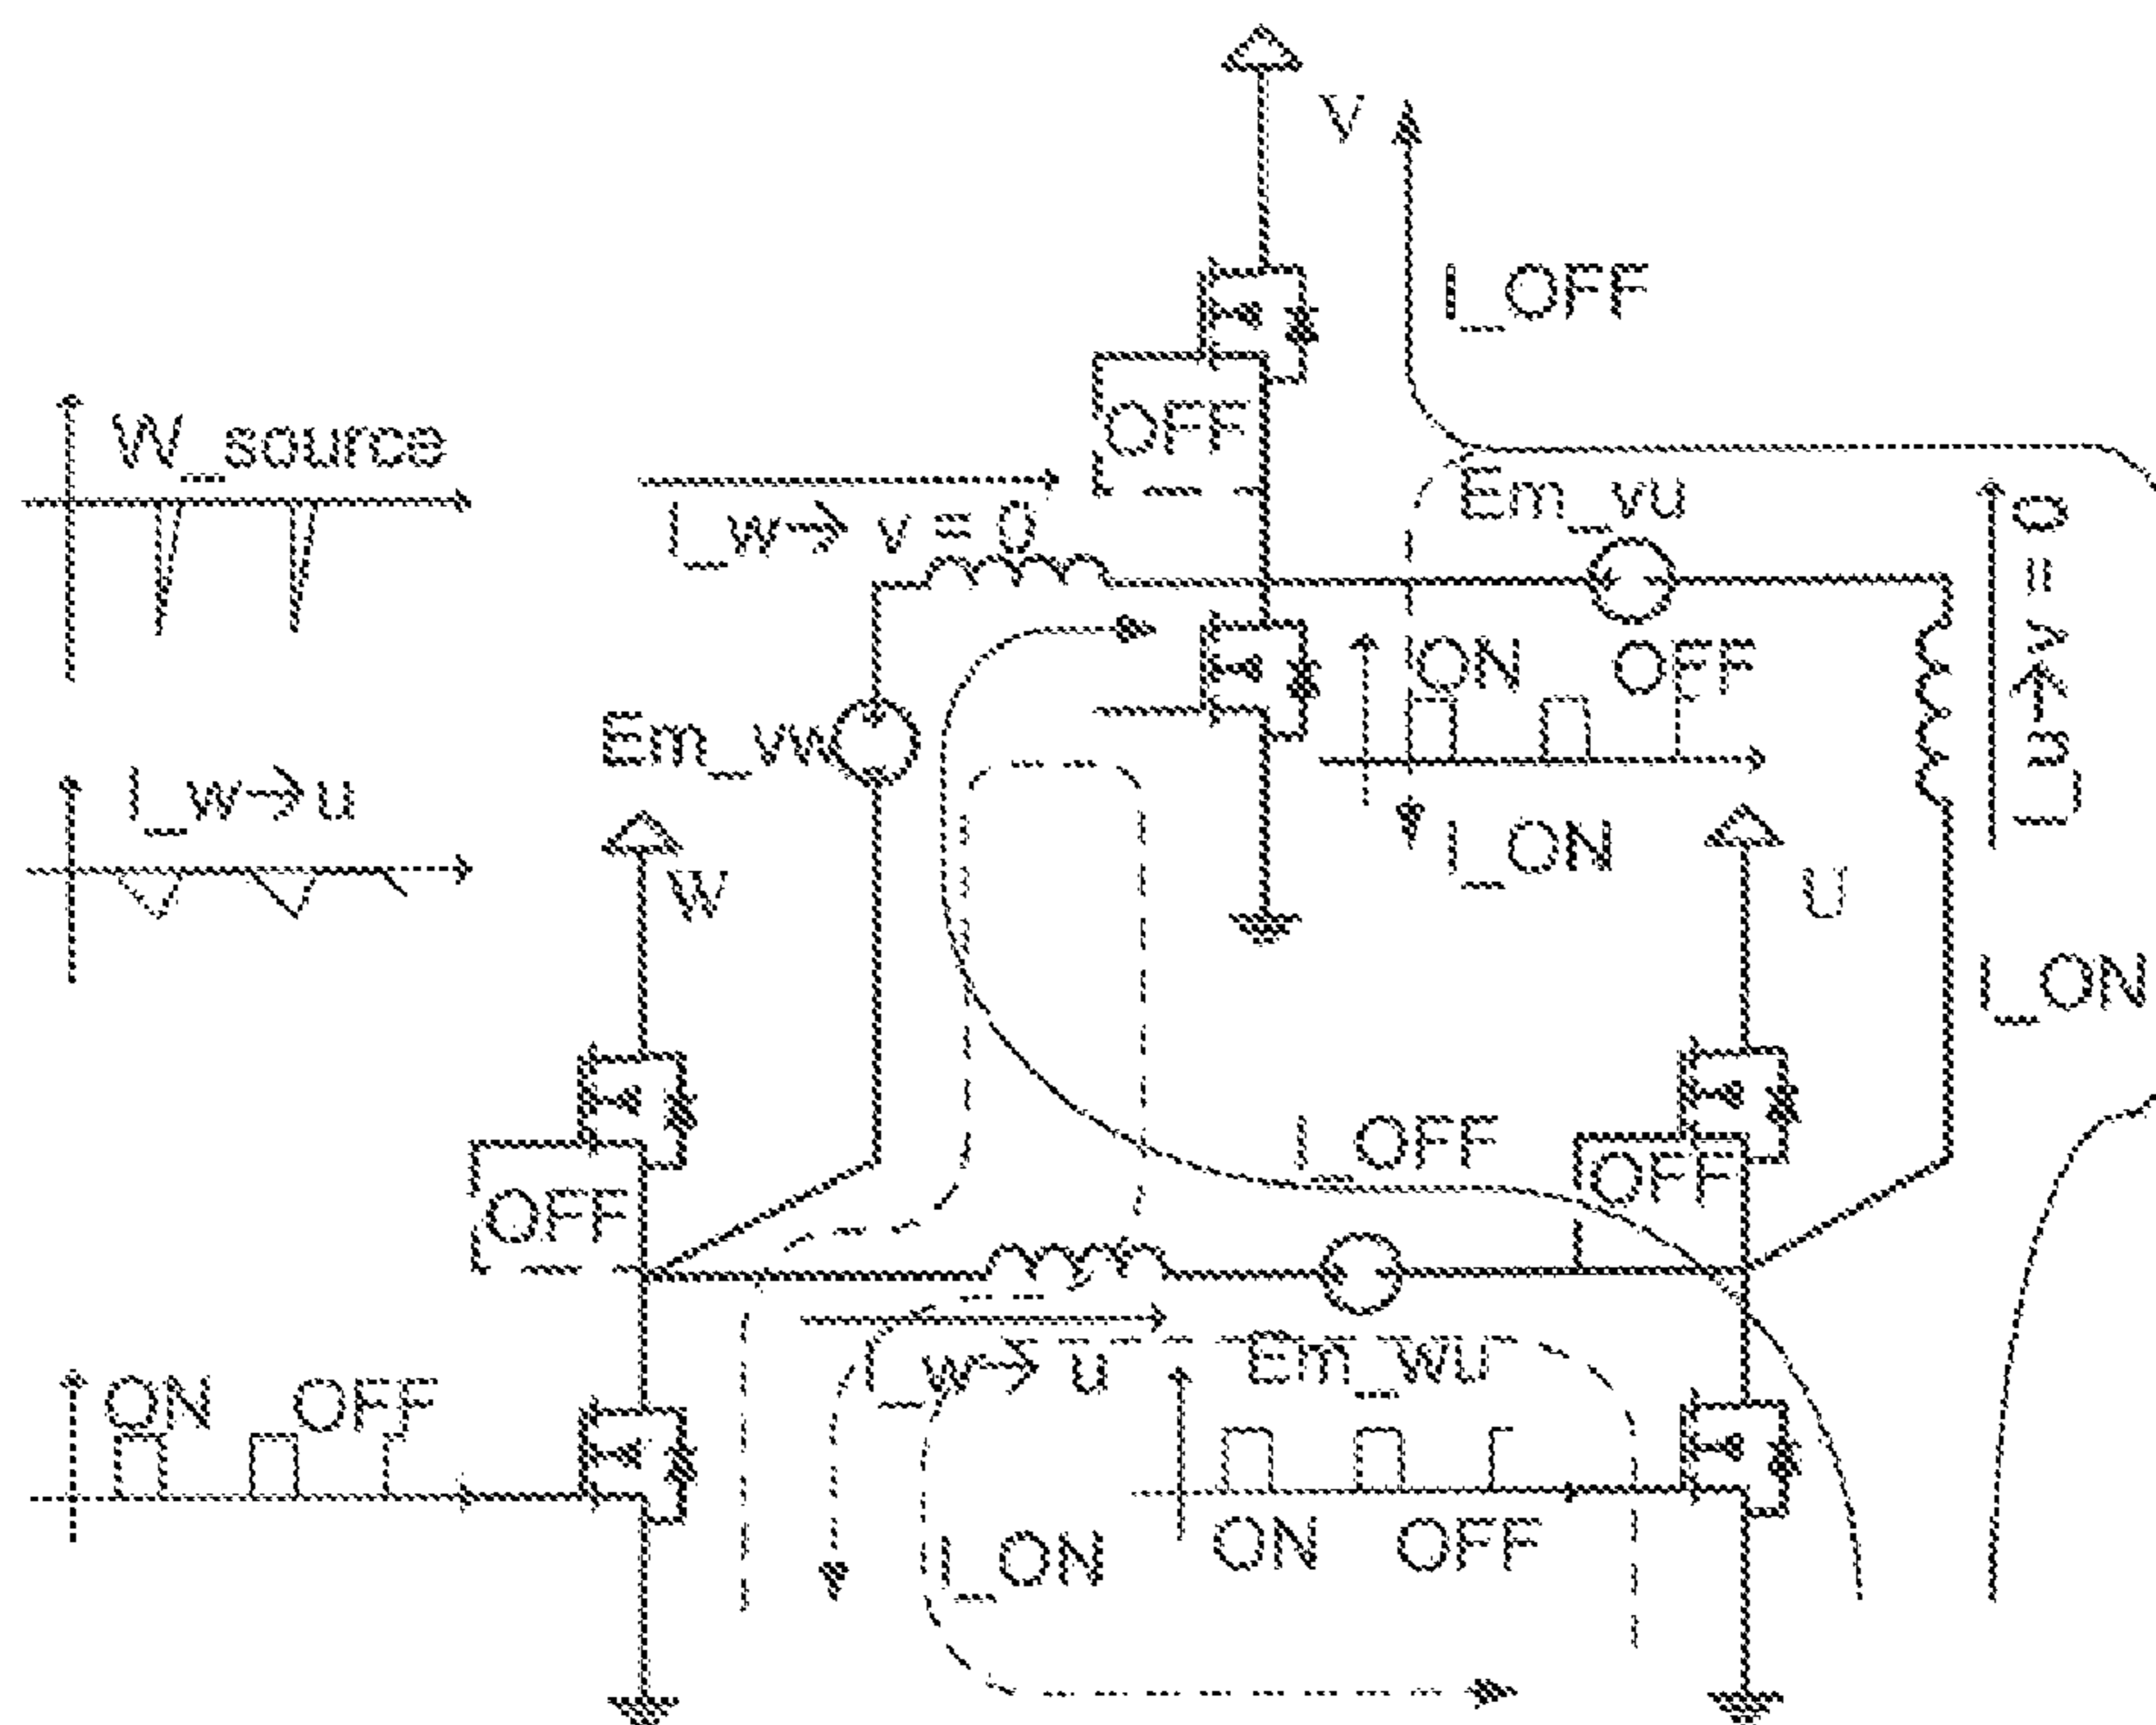 V
I_OFF
OFF
W_source
I_w→ v = 0
Em_vu
I_u→ v = 0
ON OFF
Em_vw
I_w→u
I_ON
W
U
I_ON
I_OFF
OFF
OFF
I_w→ u
Em_wu
ON OFF
I_ON
ON OFF